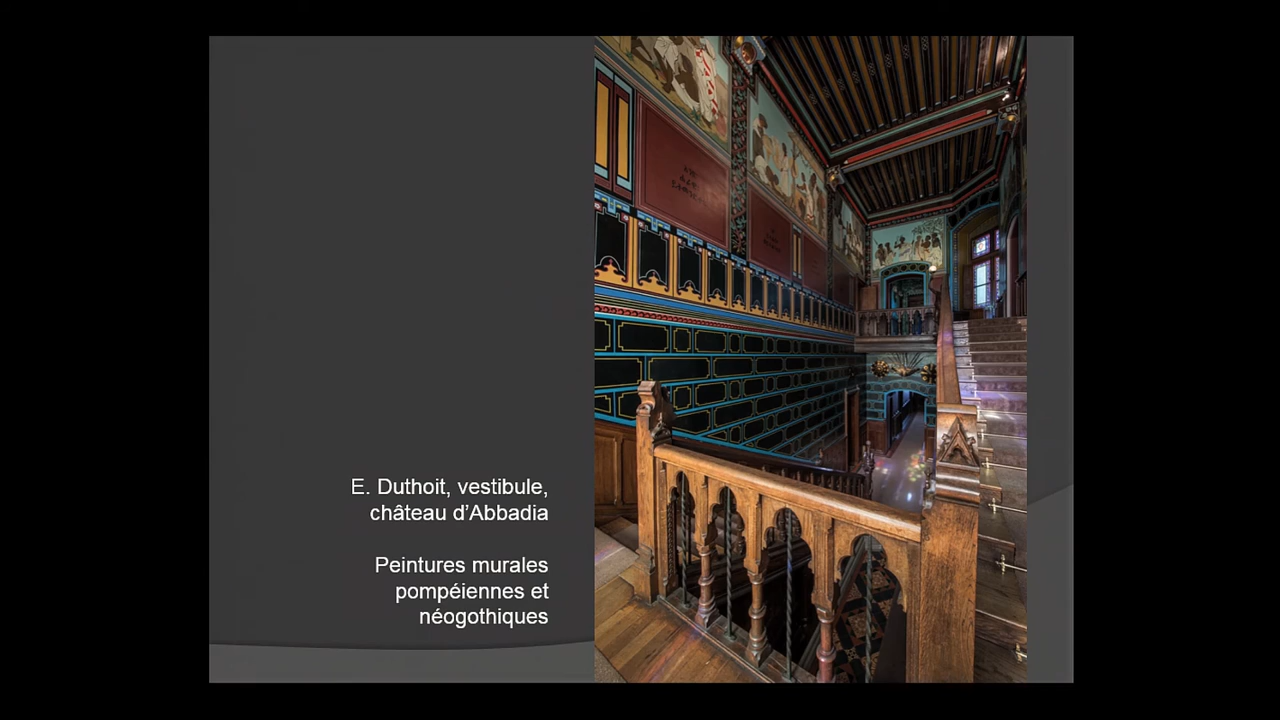 E. Duthoit, vestibule,
château d’Abbadia
Peintures murales
pompéiennes et
néogothiques